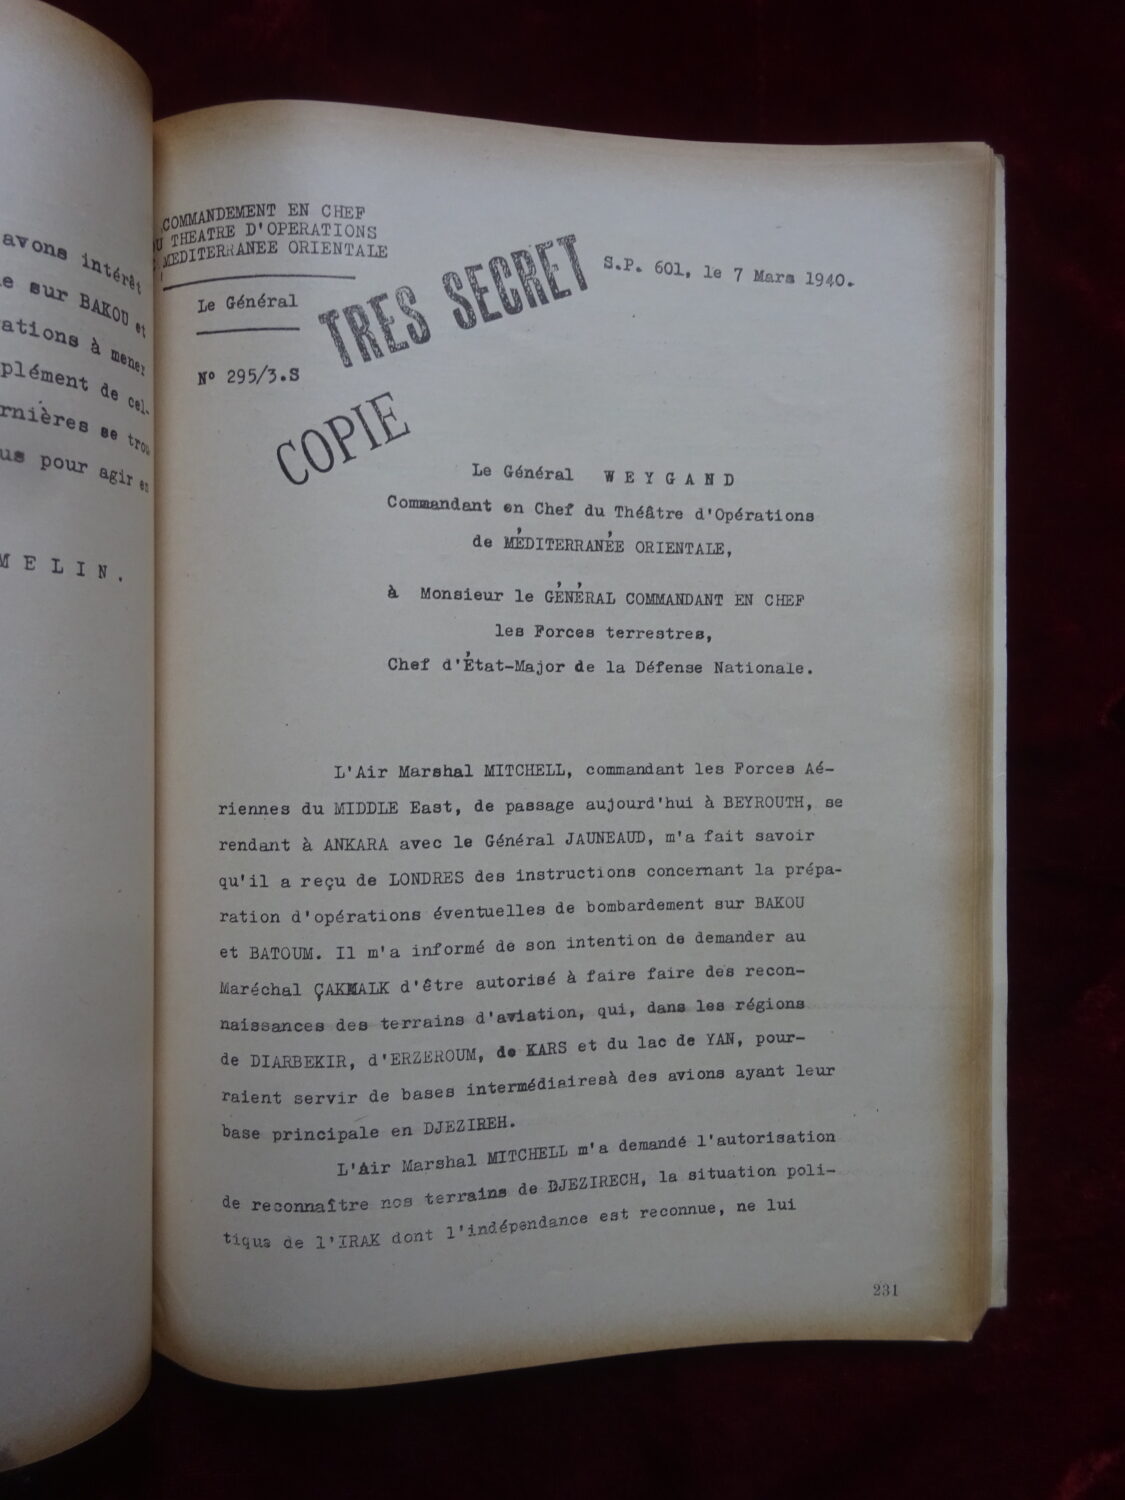 avons intérêt
sur BAKOU et
ations à mener
plément de cel-
rnières se trou
us pour agir en
MELIN.
COMMANDEMENT EN CHEF
U THEATRE D'OPERATIONS
MEDITERRANEE ORIENTALE
Le Général
TRES SECRET
S.P. 601, le 7 Mars 1940.
N° 295/3.S
COPIE
Le Général WEYGAND
Commandant en Chef du Théâtre d'Opérations
de MÉDITERRANÉE ORIENTALE,
à Monsieur le GÉNÉRAL COMMANDANT EN CHEF
les Forces terrestres,
Chef d'État-Major de la Défense Nationale.
L'Air Marshal MITCHELL, commandant les Forces Aé-
riennes du MIDDLE East, de passage aujourd'hui à BEYROUTH, se
rendant à ANKARA avec le Général JAUNEAUD, m'a fait savoir
qu'il a reçu de LONDRES des instructions concernant la prépa-
ration d'opérations éventuelles de bombardement sur BAKOU
et BATOUM. Il m'a informé de son intention de demander au
Maréchal ÇAKMALK d'être autorisé à faire faire des recon-
naissances des terrains d'aviation, qui, dans les régions
de DIARBEKIR, d'ERZEROUM, de KARS et du lac de YAN, pour-
raient servir de bases intermédiairesà des avions ayant leur
base principale en DJEZIREH.
L'Air Marshal MITCHELL m'a demandé l'autorisation
de reconnaître nos terrains de DJEZIRECH, la situation poli-
tique de l'IRAK dont l'indépendance est reconnue, ne lui
231